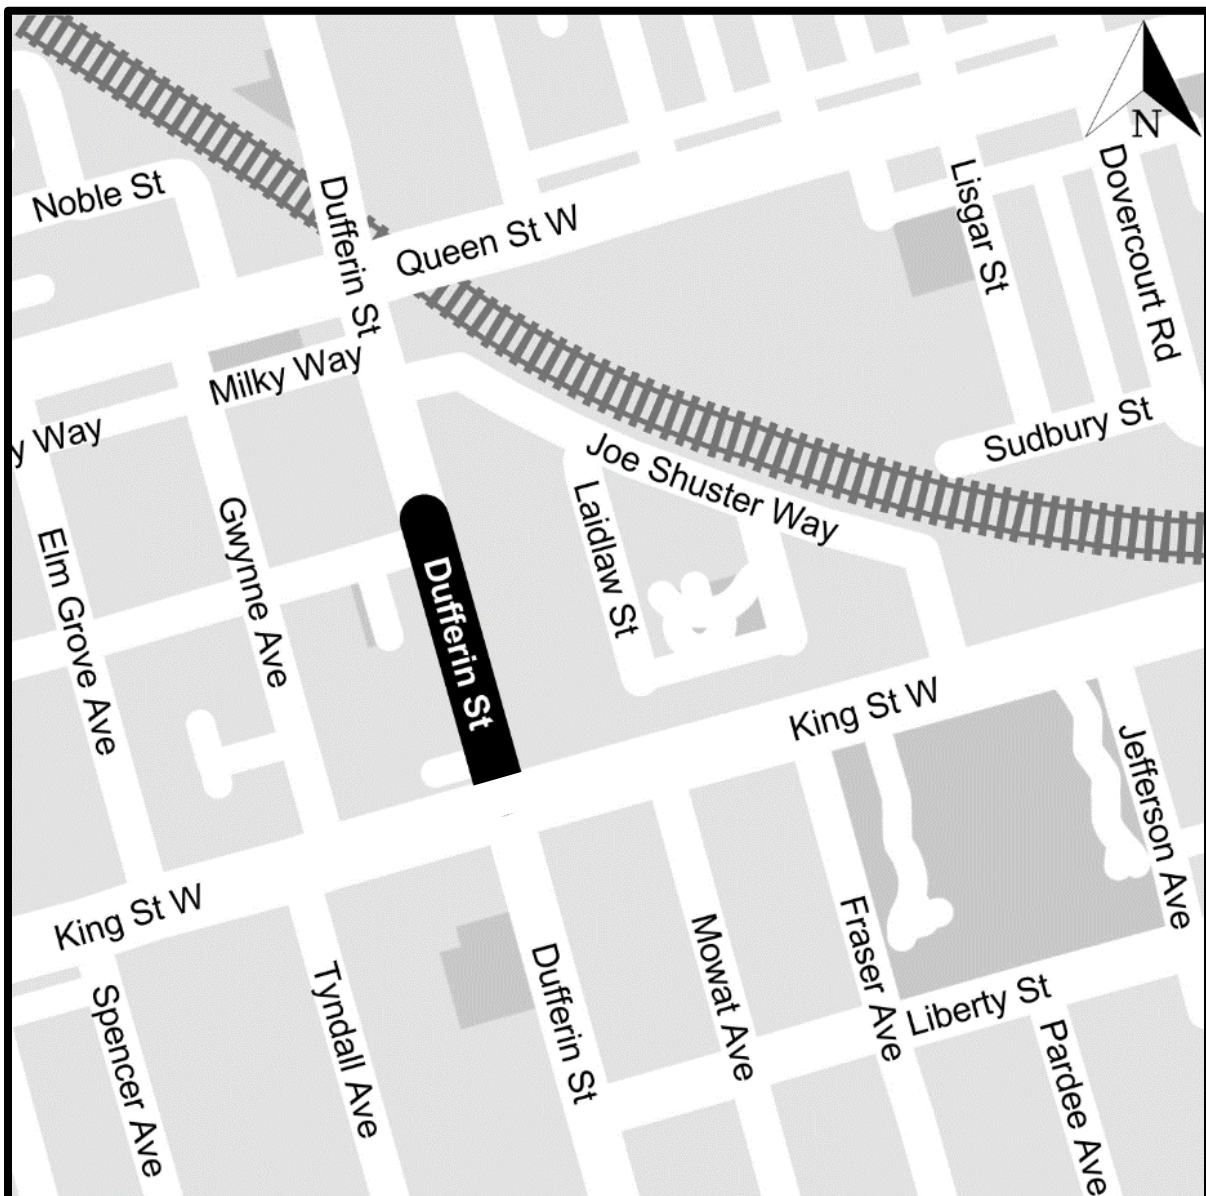 N
Noble St
Dufferin St
Queen St W
Lisgar St
Dovercourt Rd
Milky Way
y Way
Sudbury St
Joe Shuster Way
Laidlaw St
Gwynne Ave
Elm Grove Ave
Dufferin St
King St W
Jefferson Ave
King St W
Fraser Ave
Mowat Ave
Dufferin St
Tyndall Ave
Spencer Ave
Liberty St
Pardee Ave